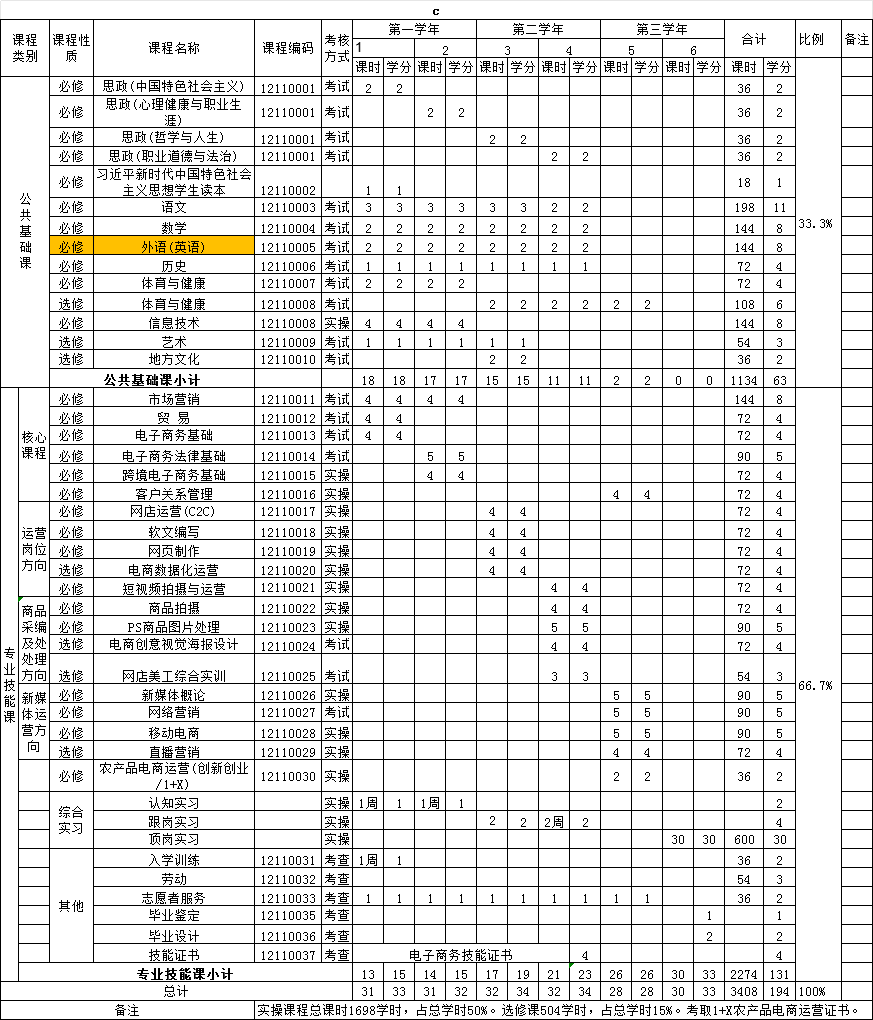 c
课程类别 课程性质 课程名称 课程编码 考核方式 第一学年 第二学年 第三学年 合计 比例 备注
1 2 3 4 5 6
课时 学分 课时 学分 课时 学分 课时 学分 课时 学分 课时 学分 课时 学分
公共基础课 33.3%
必修 思政(中国特色社会主义) 12110001 考试 2 2 36 2
必修 思政(心理健康与职业生涯) 12110001 考试 2 2 36 2
必修 思政(哲学与人生) 12110001 考试 2 2 36 2
必修 思政(职业道德与法治) 12110001 考试 2 2 36 2
必修 习近平新时代中国特色社会主义思想学生读本 12110002 1 1 18 1
必修 语文 12110003 考试 3 3 3 3 3 3 2 2 198 11
必修 数学 12110004 考试 2 2 2 2 2 2 2 2 144 8
必修 外语(英语) 12110005 考试 2 2 2 2 2 2 2 2 144 8
必修 历史 12110006 考试 1 1 1 1 1 1 1 1 72 4
必修 体育与健康 12110007 考试 2 2 2 2 72 4
选修 体育与健康 12110008 考试 2 2 2 2 2 2 108 6
必修 信息技术 12110008 实操 4 4 4 4 144 8
选修 艺术 12110009 考试 1 1 1 1 1 1 54 3
选修 地方文化 12110010 考试 2 2 36 2
公共基础课小计 18 18 17 17 15 15 11 11 2 2 0 0 1134 63
专业技能课 66.7%
核心课程
必修 市场营销 12110011 考试 4 4 4 4 144 8
必修 贸 易 12110012 考试 4 4 72 4
必修 电子商务基础 12110013 考试 4 4 72 4
必修 电子商务法律基础 12110014 考试 5 5 90 5
必修 跨境电子商务基础 12110015 实操 4 4 72 4
必修 客户关系管理 12110016 实操 4 4 72 4
运营岗位方向
必修 网店运营(C2C) 12110017 实操 4 4 72 4
必修 软文编写 12110018 实操 4 4 72 4
必修 网页制作 12110019 实操 4 4 72 4
选修 电商数据化运营 12110020 实操 4 4 72 4
必修 短视频拍摄与运营 12110021 实操 4 4 72 4
商品采编及处处理方向
必修 商品拍摄 12110022 实操 4 4 72 4
必修 PS商品图片处理 12110023 实操 5 5 90 5
选修 电商创意视觉海报设计 12110024 考试 4 4 72 4
选修 网店美工综合实训 12110025 考试 3 3 54 3
新媒体运营方向
必修 新媒体概论 12110026 实操 5 5 90 5
必修 网络营销 12110027 考试 5 5 90 5
必修 移动电商 12110028 实操 5 5 90 5
选修 直播营销 12110029 实操 4 4 72 4
必修 农产品电商运营(创新创业/1+X) 12110030 实操 2 2 36 2
综合实习
认知实习 实操 1周 1 1周 1 2
跟岗实习 实操 2 2 2周 2 4
顶岗实习 实操 30 30 600 30
其他
入学训练 12110031 考查 1周 1 36 2
劳动 12110032 考查 54 3
志愿者服务 12110033 考查 1 1 1 1 1 1 1 1 1 1 36 2
毕业鉴定 12110035 考查 1 1
毕业设计 12110036 考查 2 2
技能证书 12110037 考查 电子商务技能证书 4 4
专业技能课小计 13 15 14 15 17 19 21 23 26 26 30 33 2274 131
总计 31 33 31 32 32 34 32 34 28 28 30 33 3408 194 100%
备注 实操课程总课时1698学时，占总学时50%。选修课504学时，占总学时15%。考取1+X农产品电商运营证书。